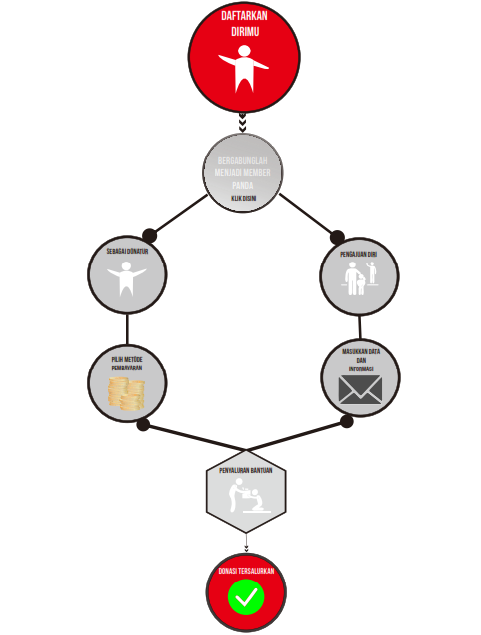 DAFTARKAN
DIRIMU
BERGABUNGLAH
MENJADI MEMBER
PANDA
KLIK DISINI
SEBAGAI DONATUR
PENGAJUAN DIRI
PILIH METODE
PEMBAYARAN
MASUKKAN DATA
DAN
INFORMASI
PENYALURAN BANTUAN
DONASI TERSALURKAN